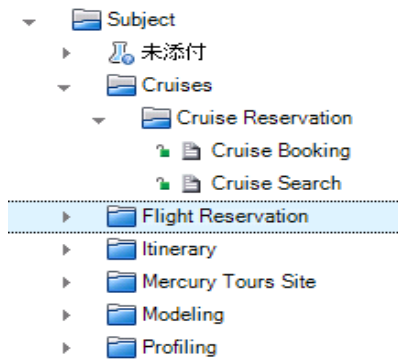 Subject
未添付
Cruises
Cruise Reservation
Cruise Booking
Cruise Search
Flight Reservation
Itinerary
Mercury Tours Site
Modeling
Profiling